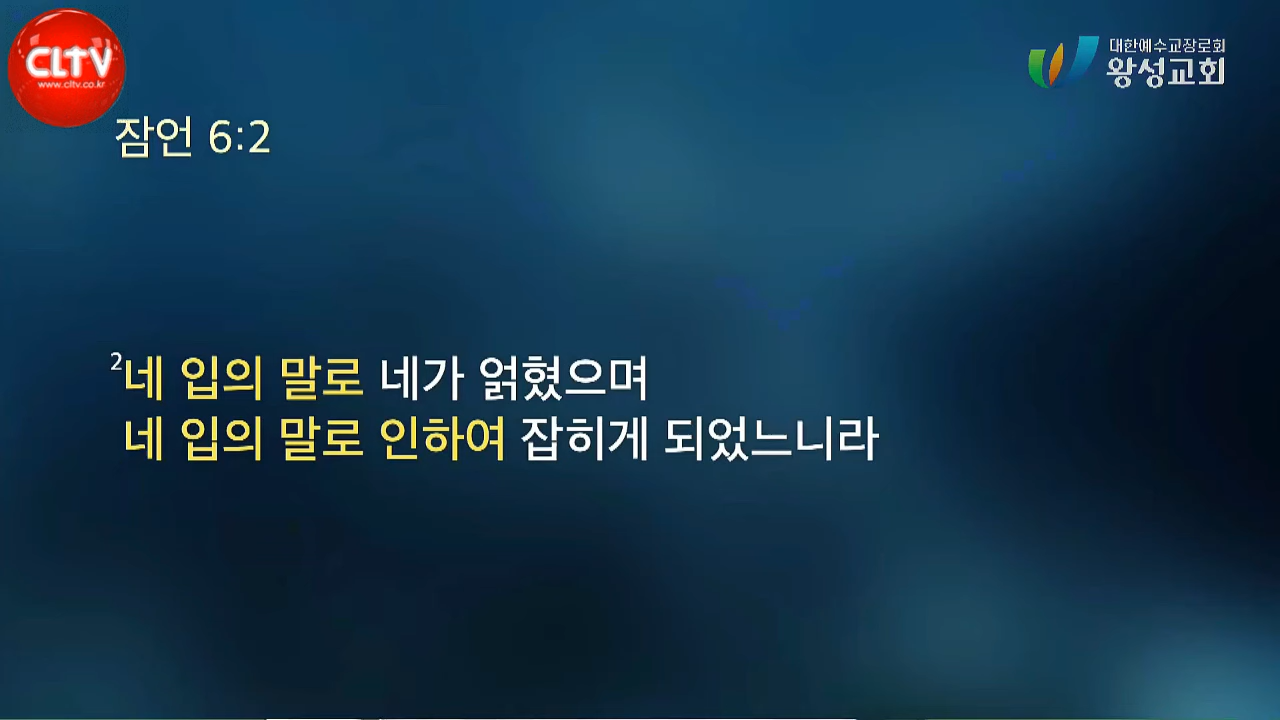 CLTV
www.cltv.co.kr
대한예수교장로회
왕성교회
잠언 6:2
2네 입의 말로 네가 얽혔으며
네 입의 말로 인하여 잡히게 되었느니라